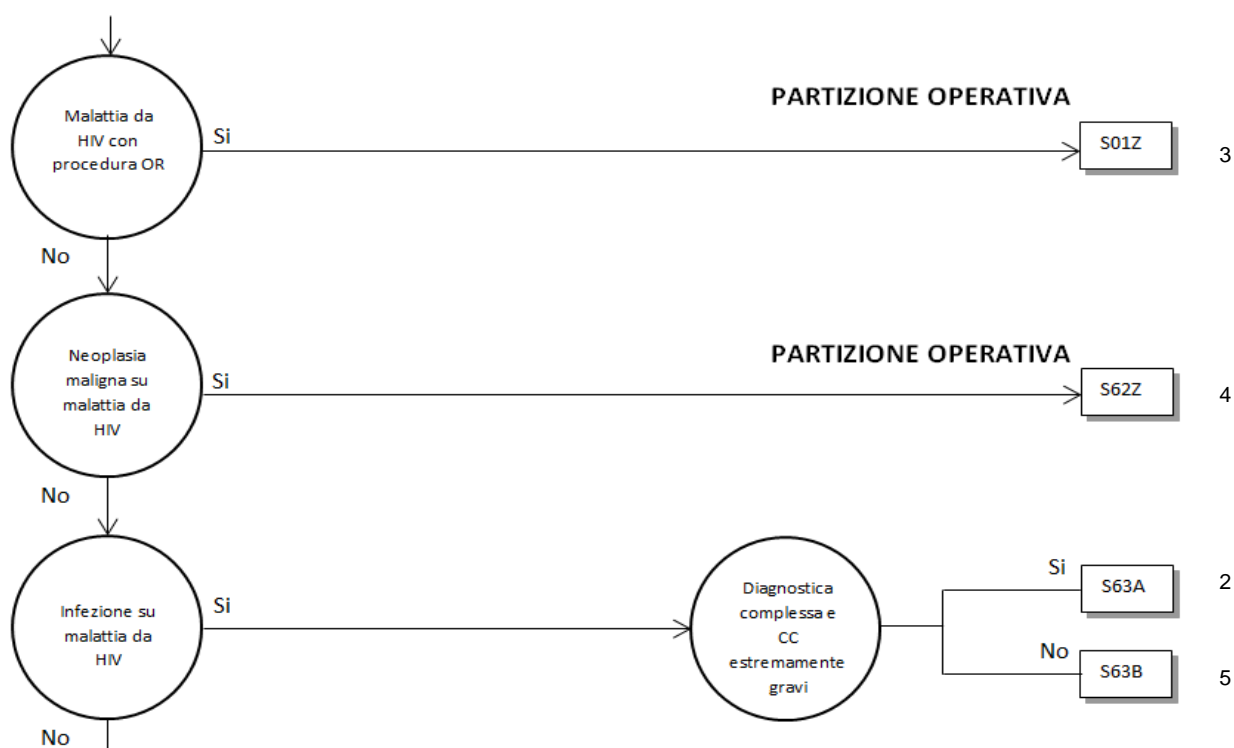 PARTIZIONE OPERATIVA
Malattia da
HIV con
procedura OR
Si
S01Z
3
No
Neoplasia
maligna su
malattia da
HIV
PARTIZIONE OPERATIVA
Si
S62Z
4
No
Infezione su
malattia da
HIV
Si
Diagnostica
complessa e
CC
estremamente
gravi
Si
S63A
2
No
S63B
5
No